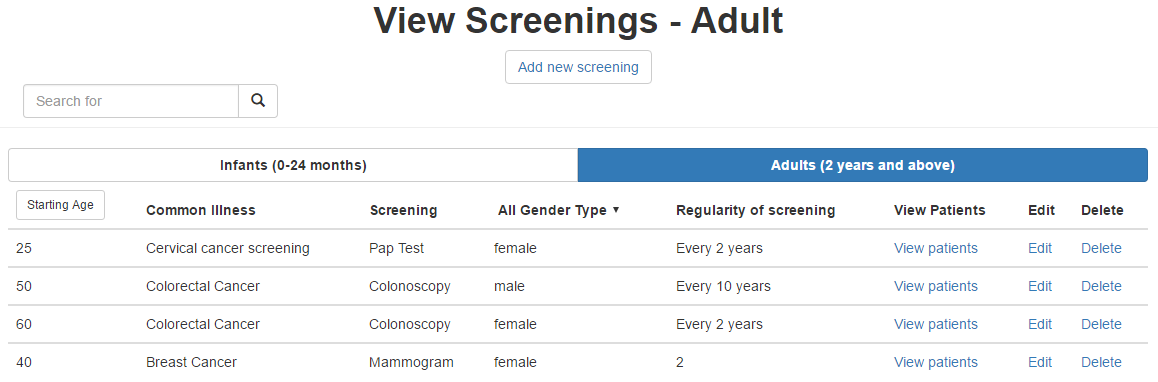 View Screenings - Adult
Add new screening
Search for
Infants (0-24 months) Adults (2 years and above)
Starting Age Common Illness Screening All Gender Type ▼ Regularity of screening View Patients Edit Delete
25 Cervical cancer screening Pap Test female Every 2 years View patients Edit Delete
50 Colorectal Cancer Colonoscopy male Every 10 years View patients Edit Delete
60 Colorectal Cancer Colonoscopy female Every 2 years View patients Edit Delete
40 Breast Cancer Mammogram female 2 View patients Edit Delete